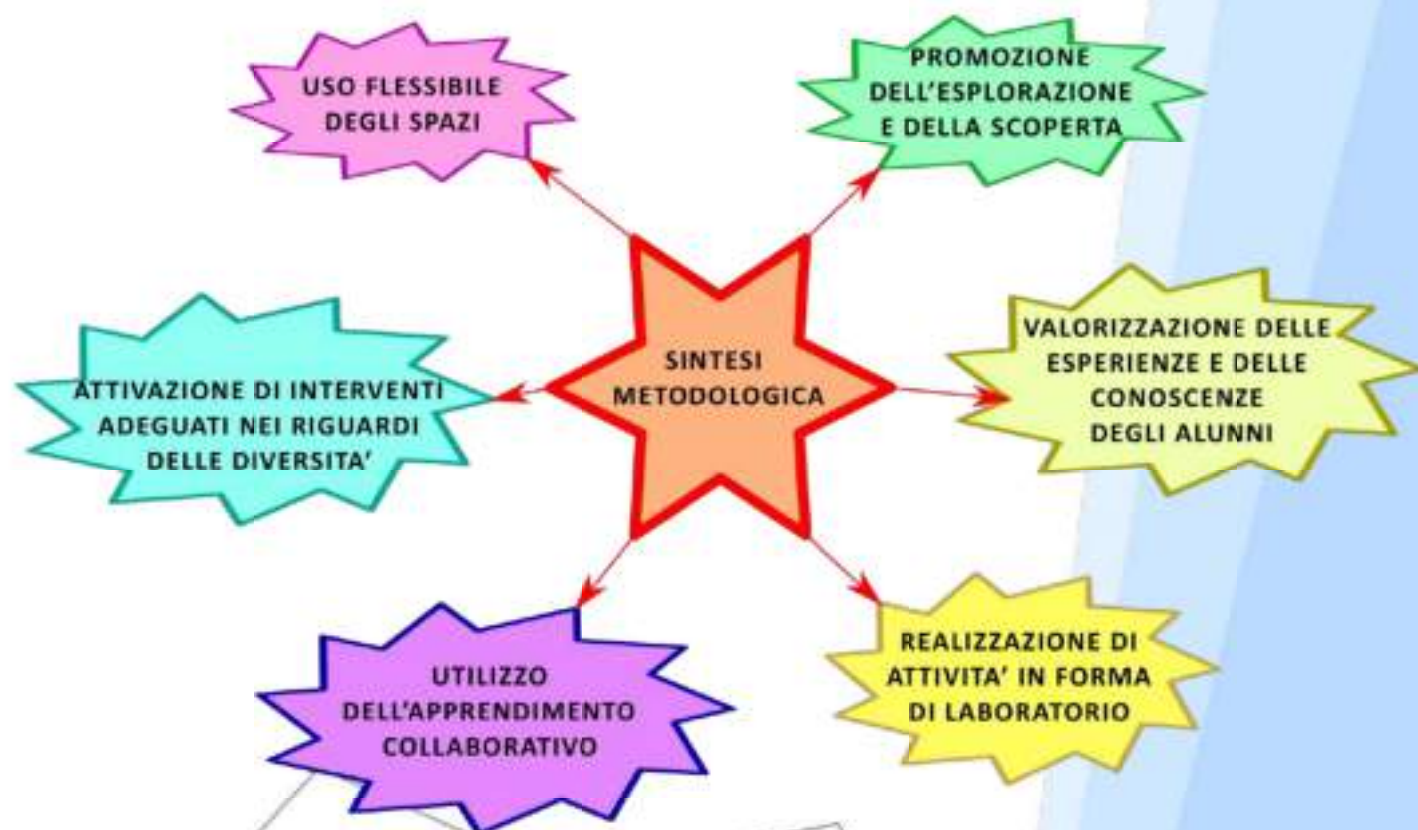 USO FLESSIBILE
DEGLI SPAZI
PROMOZIONE
DELL'ESPLORAZIONE
E DELLA SCOPERTA
ATTIVAZIONE DI INTERVENTI
ADEGUATI NEI RIGUARDI
DELLE DIVERSITA'
SINTESI
METODOLOGICA
VALORIZZAZIONE DELLE
ESPERIENZE E DELLE
CONOSCENZE
DEGLI ALUNNI
UTILIZZO
DELL'APPRENDIMENTO
COLLABORATIVO
REALIZZAZIONE DI
ATTIVITA' IN FORMA
DI LABORATORIO